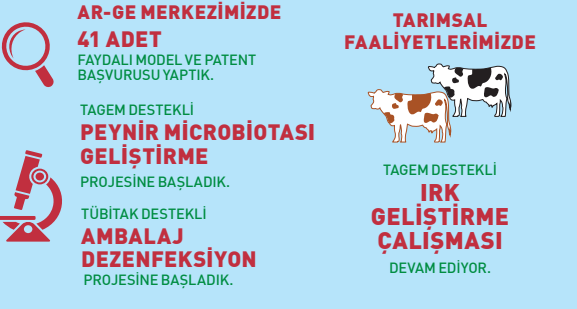 AR-GE MERKEZİMİZDE
41 ADET
FAYDALI MODEL VE PATENT
BAŞVURUSU YAPTIK.
TAGEM DESTEKLİ
PEYNİR MİCROBİOTASI
GELİŞTİRME
PROJESİNE BAŞLADIK.
TÜBİTAK DESTEKLİ
AMBALAJ
DEZENFEKSİYON
PROJESİNE BAŞLADIK.
TARIMSAL
FAALİYETLERİMİZDE
TAGEM DESTEKLİ
IRK
GELİŞTİRME
ÇALIŞMASI
DEVAM EDİYOR.